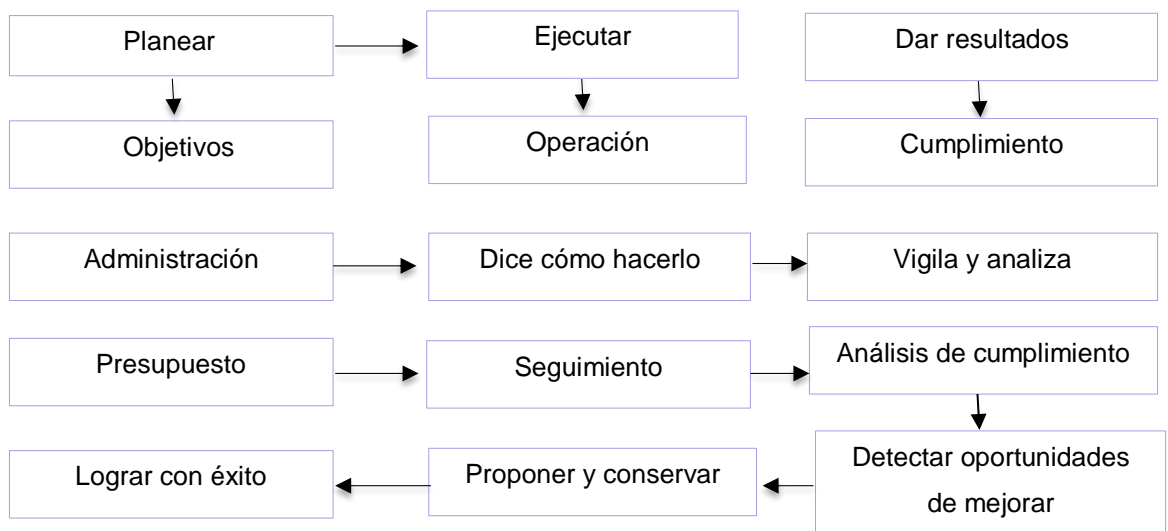 Planear
Ejecutar
Dar resultados
Objetivos
Operación
Cumplimiento
Administración
Dice cómo hacerlo
Vigila y analiza
Presupuesto
Seguimiento
Análisis de cumplimiento
Lograr con éxito
Proponer y conservar
Detectar oportunidades
de mejorar